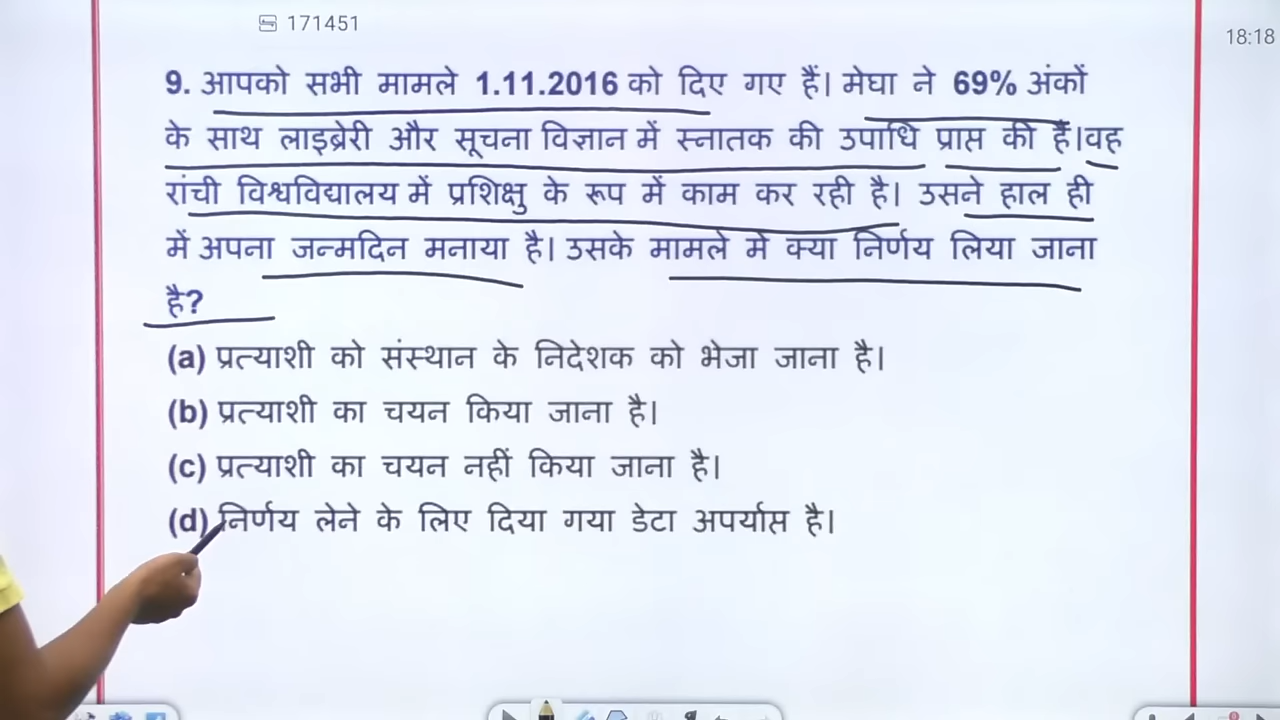 171451
18:18
9. आपको सभी मामले 1.11.2016 को दिए गए हैं। मेघा ने 69% अंकों
के साथ लाइब्रेरी और सूचना विज्ञान में स्नातक की उपाधि प्राप्त की है।वह
रांची विश्वविद्यालय में प्रशिक्षु के रूप में काम कर रही है। उसने हाल ही
में अपना जन्मदिन मनाया है। उसके मामले में क्या निर्णय लिया जाना
है?
(a) प्रत्याशी को संस्थान के निदेशक को भेजा जाना है।
(b) प्रत्याशी का चयन किया जाना है।
(c) प्रत्याशी का चयन नहीं किया जाना है।
(d) निर्णय लेने के लिए दिया गया डेटा अपर्याप्त है।